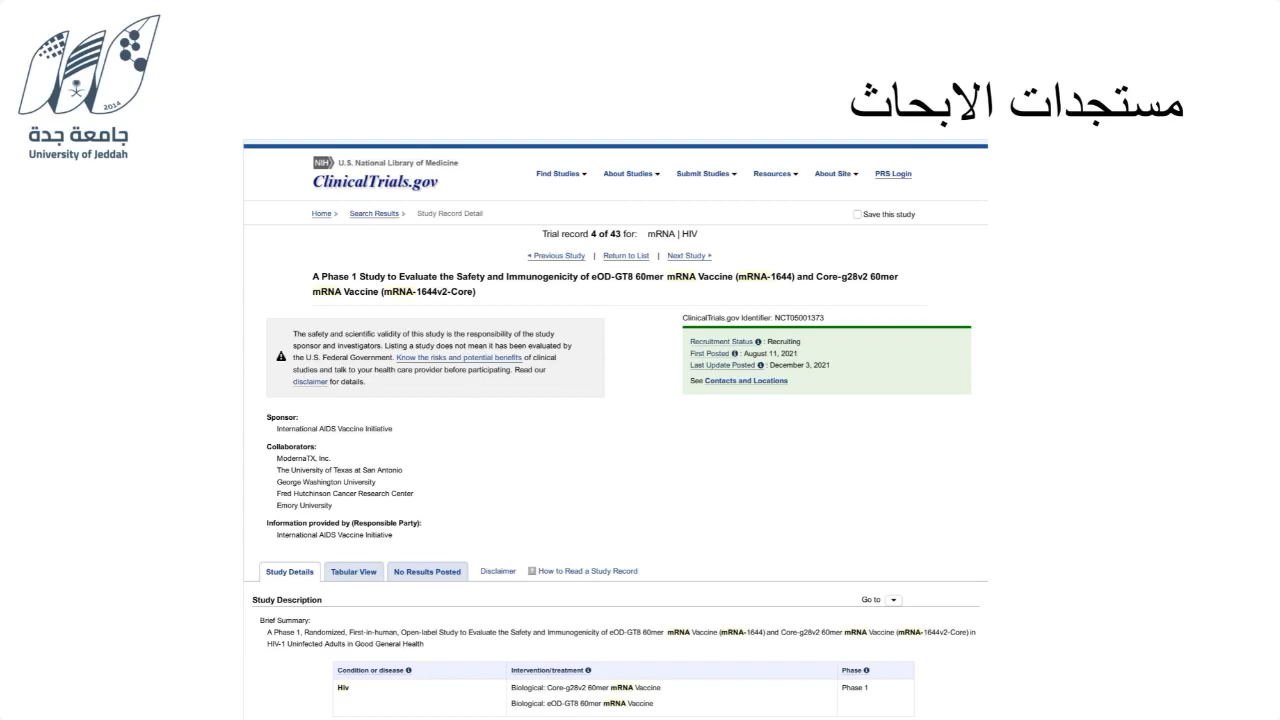 2014
جامعة جدة
University of Jeddah
مستجدات الابحاث
NIH U.S. National Library of Medicine
ClinicalTrials.gov
Find Studies About Studies Submit Studies Resources About Site PRS Login
Home > Search Results > Study Record Detail
Save this study
Trial record 4 of 43 for: mRNA | HIV
Previous Study | Return to List | Next Study
A Phase 1 Study to Evaluate the Safety and Immunogenicity of eOD-GT8 60mer mRNA Vaccine (mRNA-1644) and Core-g28v2 60mer
mRNA Vaccine (mRNA-1644v2-Core)
The safety and scientific validity of this study is the responsibility of the study
sponsor and investigators. Listing a study does not mean it has been evaluated by
the U.S. Federal Government. Know the risks and potential benefits of clinical
studies and talk to your health care provider before participating. Read our
disclaimer for details.
ClinicalTrials.gov Identifier: NCT05001373
Recruitment Status : Recruiting
First Posted : August 11, 2021
Last Update Posted : December 3, 2021
See Contacts and Locations
Sponsor:
International AIDS Vaccine Initiative
Collaborators:
ModernaTX, Inc.
The University of Texas at San Antonio
George Washington University
Fred Hutchinson Cancer Research Center
Emory University
Information provided by (Responsible Party):
International AIDS Vaccine Initiative
Study Details Tabular View No Results Posted Disclaimer How to Read a Study Record
Study Description
Go to
Brief Summary:
A Phase 1, Randomized, First-in-human, Open-label Study to Evaluate the Safety and Immunogenicity of eOD-GT8 60mer mRNA Vaccine (mRNA-1644) and Core-g28v2 60mer mRNA Vaccine (mRNA-1644v2-Core) in
HIV-1 Uninfected Adults in Good General Health
Condition or disease Intervention/treatment Phase
Hiv Biological: Core-g28v2 60mer mRNA Vaccine Phase 1
Biological: eOD-GT8 60mer mRNA Vaccine